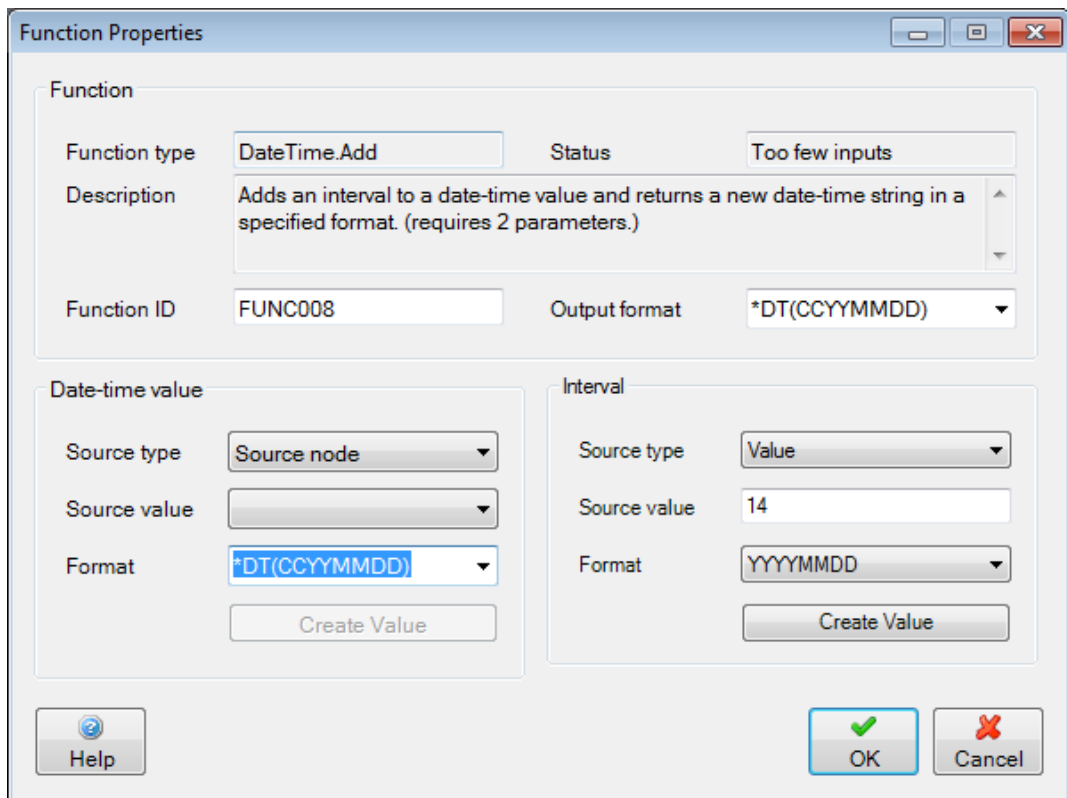 Function Properties
Function
Function type DateTime.Add Status Too few inputs
Description Adds an interval to a date-time value and returns a new date-time string in a
specified format. (requires 2 parameters.)
Function ID FUNC008 Output format *DT(CCYYMMDD)
Date-time value
Source type Source node
Source value
Format *DT(CCYYMMDD)
Create Value
Interval
Source type Value
Source value 14
Format YYYYMMDD
Create Value
Help OK Cancel